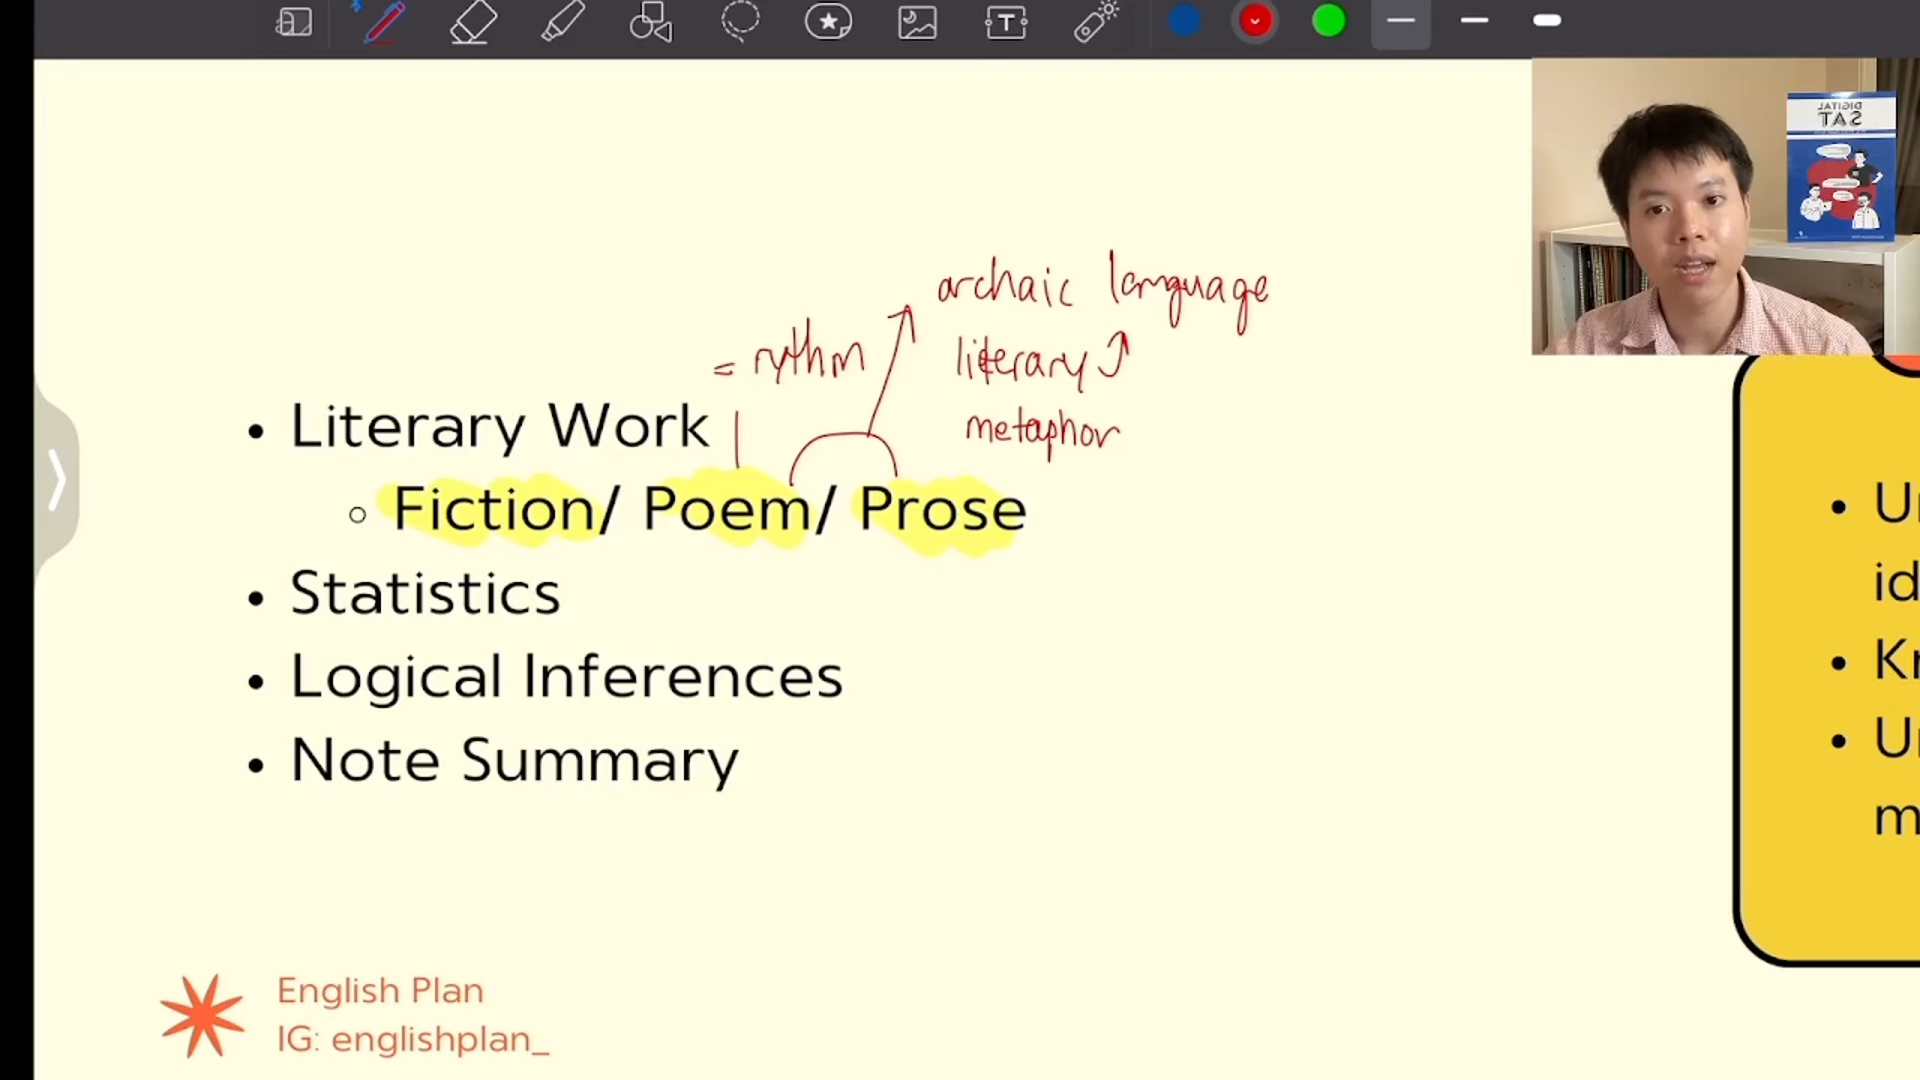 DIGITAL
SAT
archaic language
= rythm
literary
metaphor
• Literary Work
○ Fiction/ Poem/ Prose
• Statistics
• Logical Inferences
• Note Summary
• U
id
• K
• U
m
English Plan
IG: englishplan_